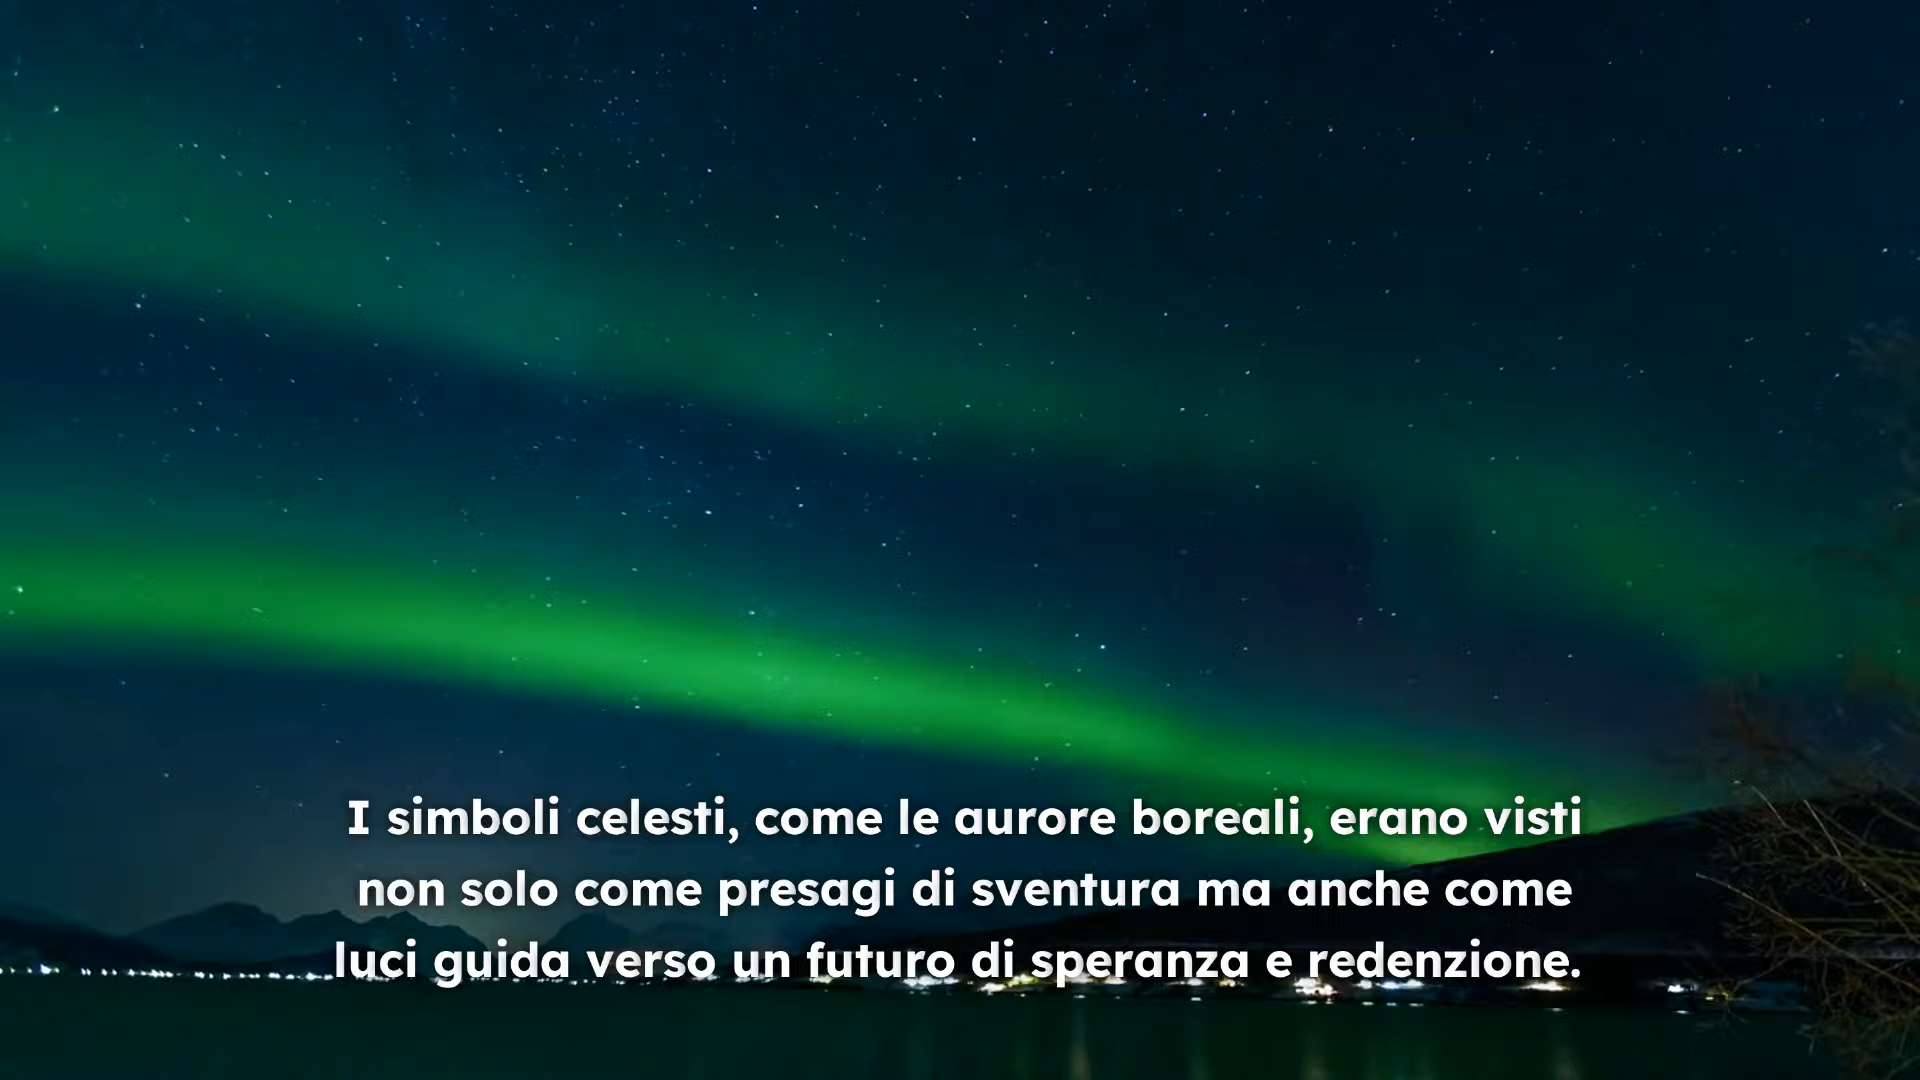 I simboli celesti, come le aurore boreali, erano visti
non solo come presagi di sventura ma anche come
luci guida verso un futuro di speranza e redenzione.